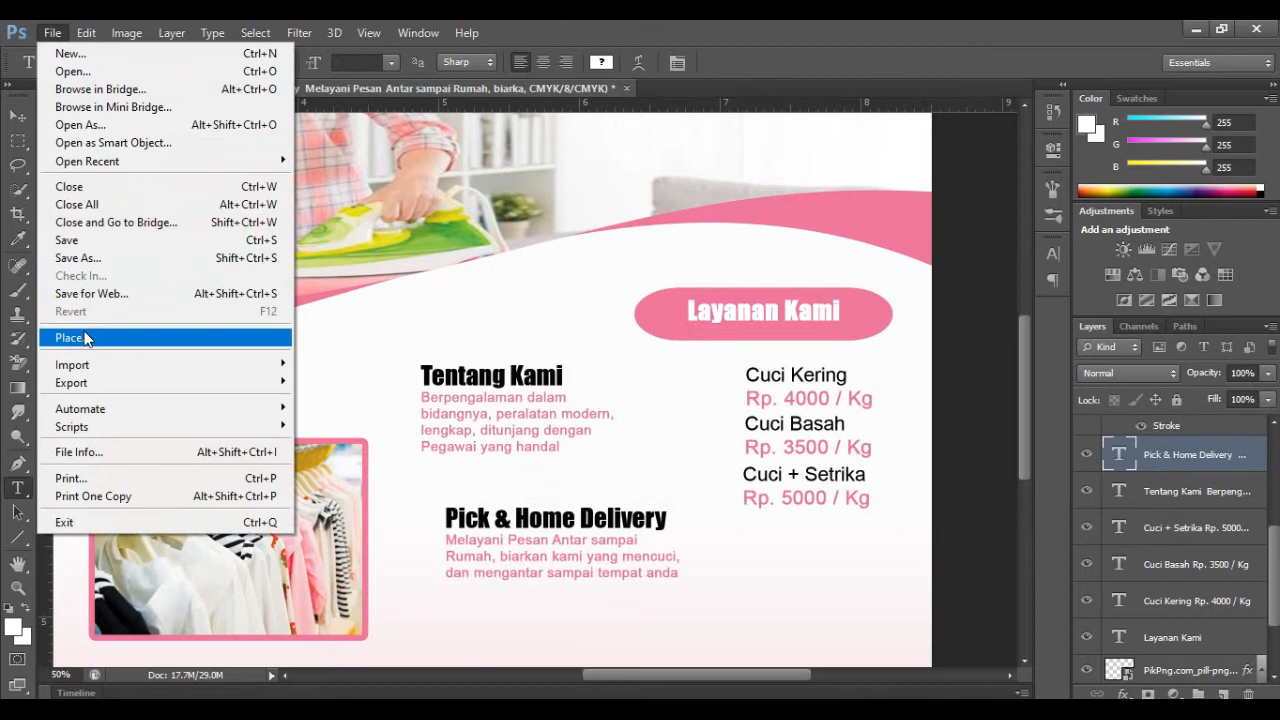 Ps File Edit Image Layer Type Select Filter 3D View Window Help
T Sharp ? Essentials
Melayani Pesan Antar sampai Rumah, biarka, CMYK/8/CMYK) * ×
4 5 6 7 8 9
New... Ctrl+N
Open... Ctrl+O
Browse in Bridge... Alt+Ctrl+O
Browse in Mini Bridge...
Open As... Alt+Shift+Ctrl+O
Open as Smart Object...
Open Recent
Close Ctrl+W
Close All Alt+Ctrl+W
Close and Go to Bridge... Shift+Ctrl+W
Save Ctrl+S
Save As... Shift+Ctrl+S
Check In...
Save for Web... Alt+Shift+Ctrl+S
Revert F12
Place
Import
Export
Automate
Scripts
File Info... Alt+Shift+Ctrl+I
Print... Ctrl+P
Print One Copy Alt+Shift+Ctrl+P
Exit Ctrl+Q
Layanan Kami
Tentang Kami
Berpengalaman dalam
bidangnya, peralatan modern,
lengkap, ditunjang dengan
Pegawai yang handal
Cuci Kering
Rp. 4000 / Kg
Cuci Basah
Rp. 3500 / Kg
Cuci + Setrika
Rp. 5000 / Kg
Pick & Home Delivery
Melayani Pesan Antar sampai
Rumah, biarkan kami yang mencuci,
dan mengantar sampai tempat anda
5
50% Doc: 17.7M/29.0M
Timeline
Color Swatches
R 255
G 255
B 255
Adjustments Styles
Add an adjustment
Layers Channels Paths
Kind
Normal Opacity: 100%
Lock: Fill: 100%
Stroke
T Pick & Home Delivery ...
T Tentang Kami Berpeng...
T Cuci + Setrika Rp. 5000...
T Cuci Basah Rp. 3500 / Kg
T Cuci Kering Rp. 4000 / Kg
T Layanan Kami
PikPng.com_pill-png... fx